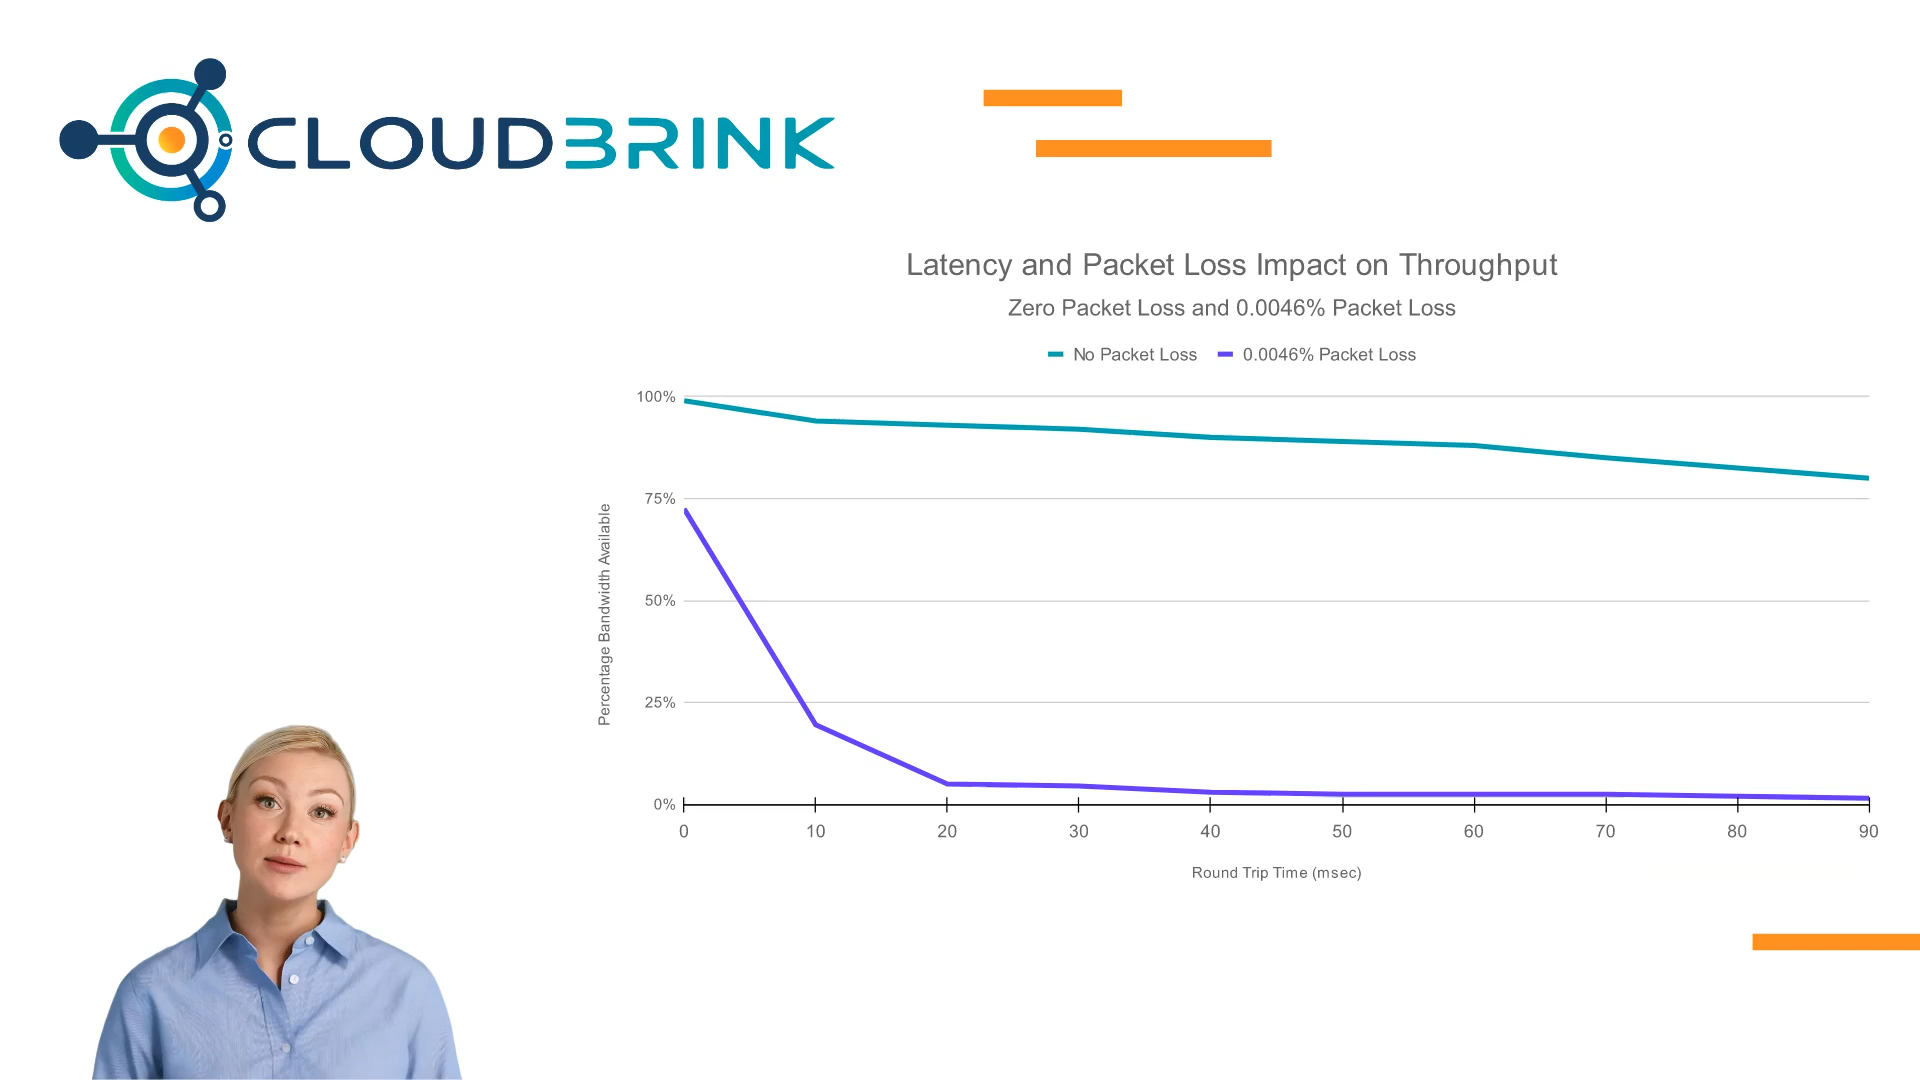 CLOUDBRINK
Latency and Packet Loss Impact on Throughput
Zero Packet Loss and 0.0046% Packet Loss
No Packet Loss 0.0046% Packet Loss
Percentage Bandwidth Available
100%
75%
50%
25%
0%
0 10 20 30 40 50 60 70 80 90
Round Trip Time (msec)